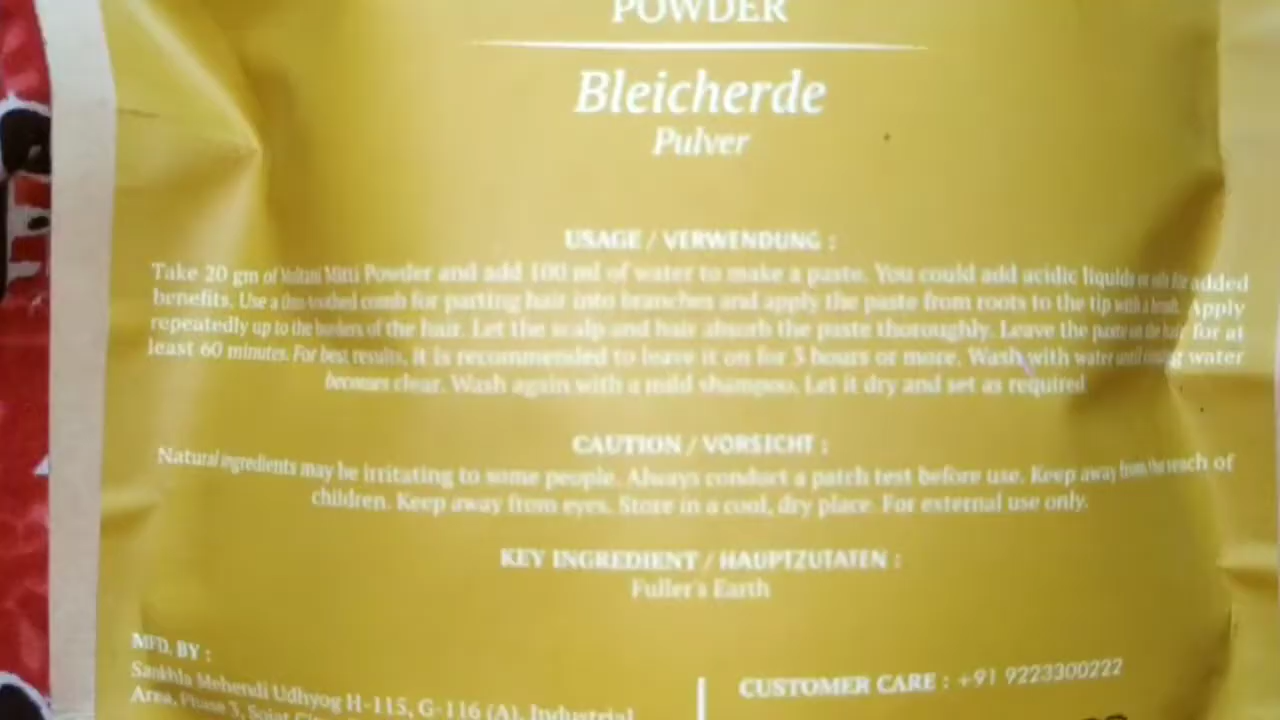 POWDER
Bleicherde
Pulver
USAGE / VERWENDUNG :
Take 20 gm of Multani Mitti Powder and add 100 ml of water to make a paste. You could add acidic liquids added
benefits. Use a comb for parting hair into branches and apply the paste from roots to the tip with a brush. Apply
repeatedly up to the borders of the hair. Let the scalp and hair absorb the paste thoroughly. Leave the paste on the hair for at
least 60 minutes. For best results, it is recommended to leave it on for 3 hours or more. Wash with water until water
becomes clear. Wash again with a mild shampoo. Let it dry and set as required
CAUTION / VORSICHT :
Natural ingredients may be irritating to some people. Always conduct a patch test before use. Keep away from the reach of
children. Keep away from eyes. Store in a cool, dry place. For external use only.
KEY INGREDIENT / HAUPTZUTATEN :
Fuller's Earth
MFD. BY :
Sankhla Mehendi Udhyog H-115, G-116 (A), Industrial
Area, Phase 3, Sojat
CUSTOMER CARE : +91 9223300222